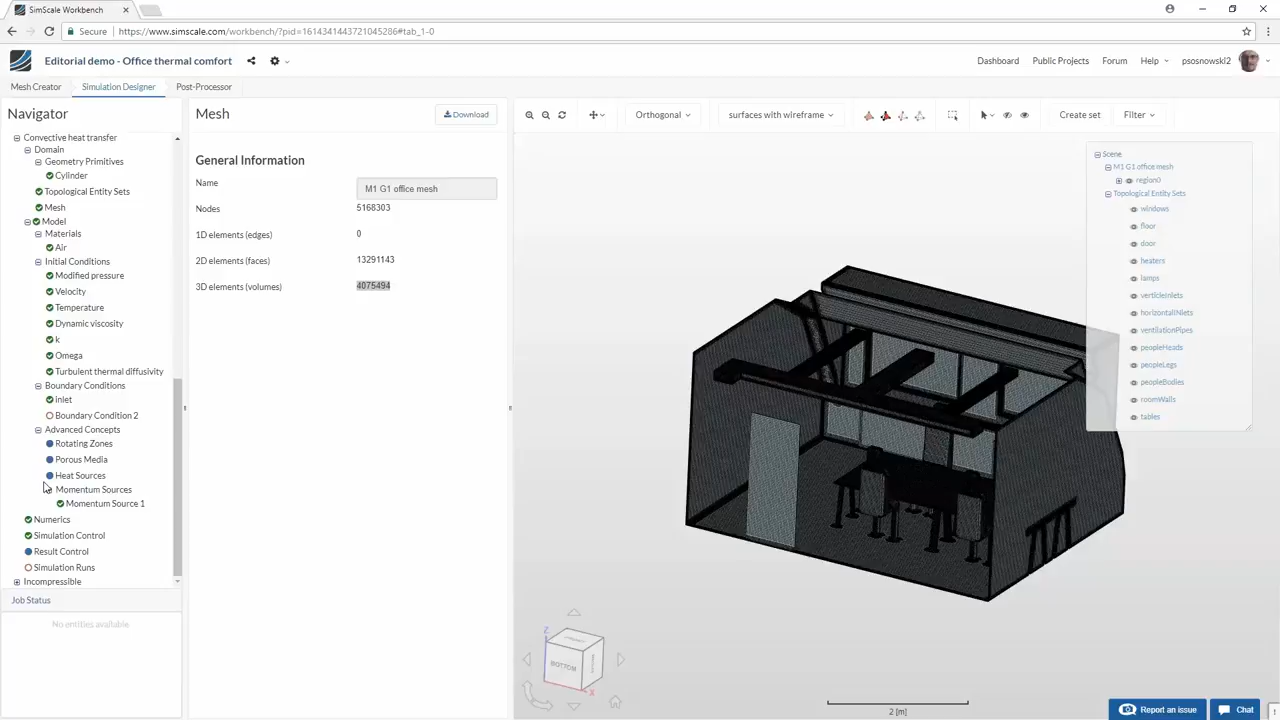 SimScale Workbench
Secure
https://www.simscale.com/workbench/?pid=1614341443721045286#tab_1-0
Editorial demo - Office thermal comfort
Dashboard
Public Projects
Forum
Help
psosnowski2
Mesh Creator
Simulation Designer
Post-Processor
Navigator
Convective heat transfer
Domain
Geometry Primitives
Cylinder
Topological Entity Sets
Mesh
Model
Materials
Air
Initial Conditions
Modified pressure
Velocity
Temperature
Dynamic viscosity
k
Omega
Turbulent thermal diffusivity
Boundary Conditions
inlet
Boundary Condition 2
Advanced Concepts
Rotating Zones
Porous Media
Heat Sources
Momentum Sources
Momentum Source 1
Numerics
Simulation Control
Result Control
Simulation Runs
Incompressible
Job Status
No entities available
Mesh
Download
General Information
Name
M1 G1 office mesh
Nodes
5168303
1D elements (edges)
0
2D elements (faces)
13291143
3D elements (volumes)
4075494
Orthogonal
surfaces with wireframe
Create set
Filter
Scene
M1 G1 office mesh
region0
Topological Entity Sets
windows
floor
door
heaters
lamps
verticleInlets
horizontalInlets
ventilationPipes
peopleHeads
peopleLegs
peopleBodies
roomWalls
tables
Z
BOTTOM
X
2 [m]
Report an issue
Chat